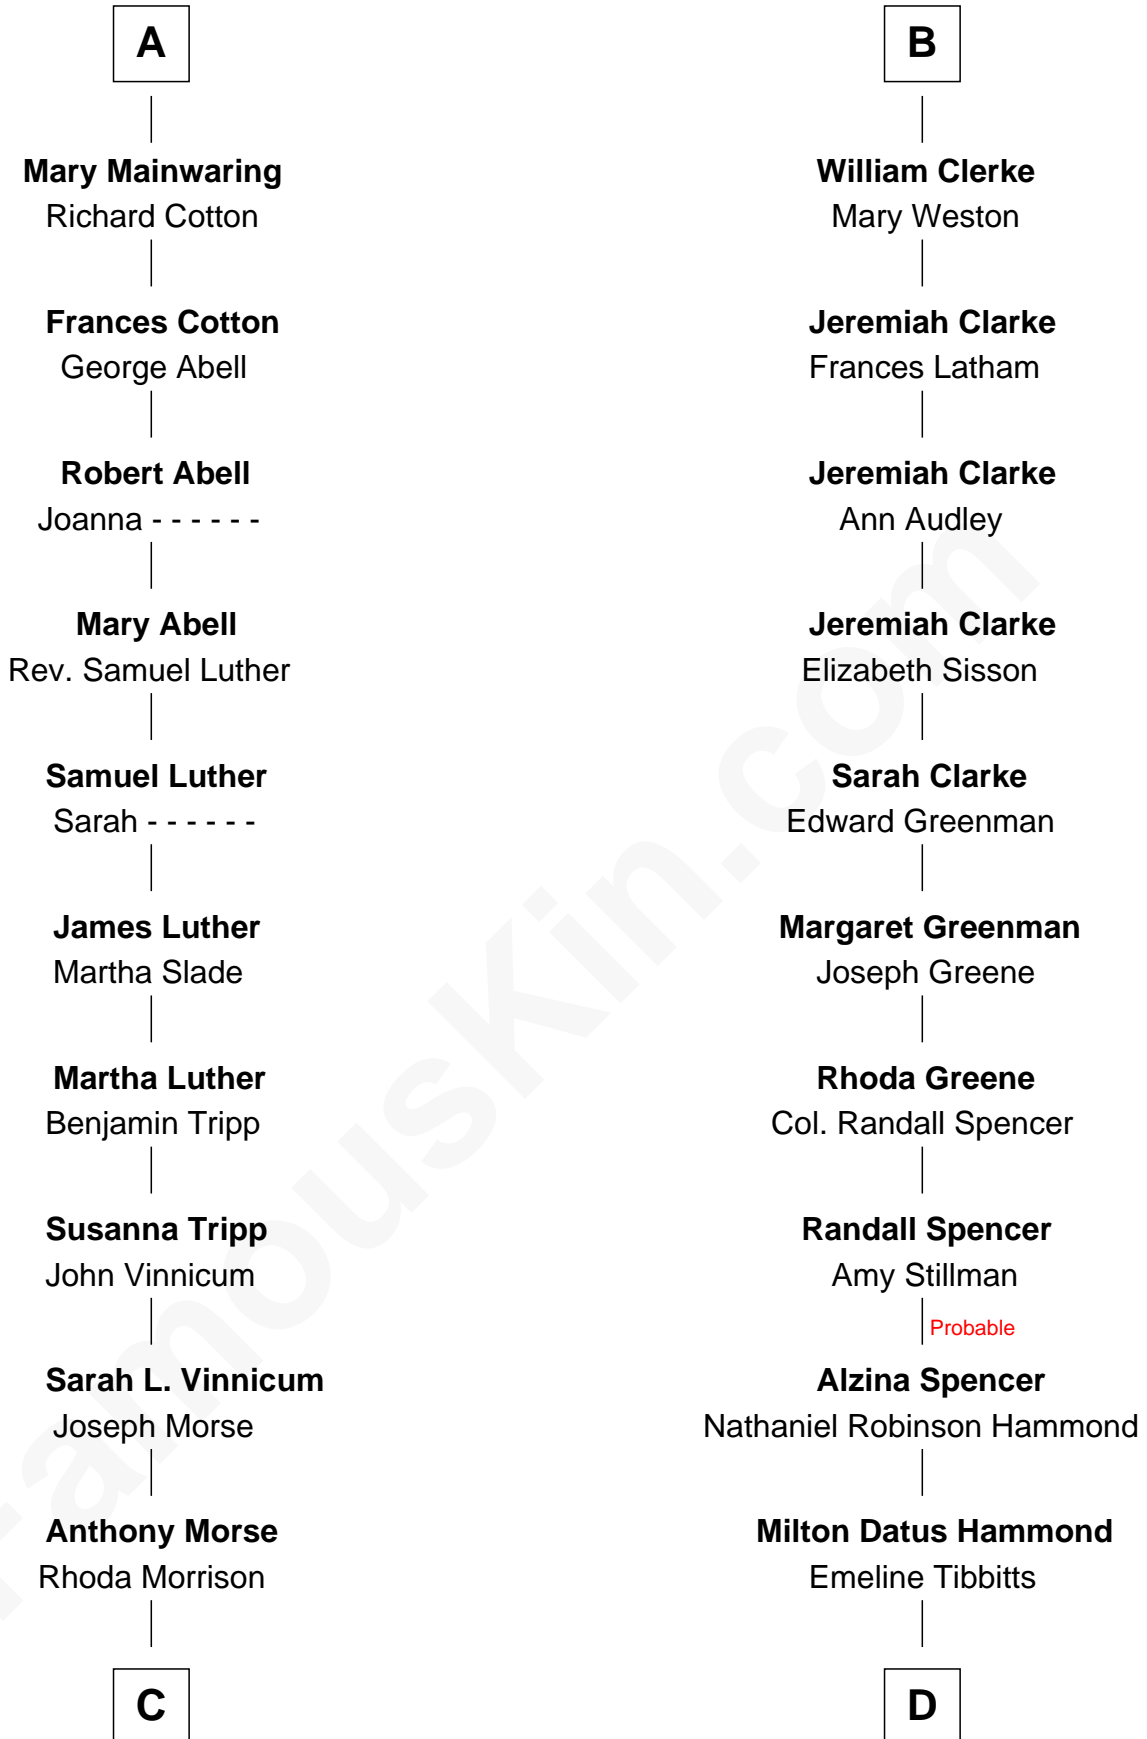 A
Mary Mainwaring
Richard Cotton
Frances Cotton
George Abell
Robert Abell
Joanna - - - - - -
Mary Abell
Rev. Samuel Luther
Samuel Luther
Sarah - - - - - -
James Luther
Martha Slade
Martha Luther
Benjamin Tripp
Susanna Tripp
John Vinnicum
Sarah L. Vinnicum
Joseph Morse
Anthony Morse
Rhoda Morrison
C
B
William Clerke
Mary Weston
Jeremiah Clarke
Frances Latham
Jeremiah Clarke
Ann Audley
Jeremiah Clarke
Elizabeth Sisson
Sarah Clarke
Edward Greenman
Margaret Greenman
Joseph Greene
Rhoda Greene
Col. Randall Spencer
Randall Spencer
Amy Stillman
Probable
Alzina Spencer
Nathaniel Robinson Hammond
Milton Datus Hammond
Emeline Tibbitts
D
FamousKin.com